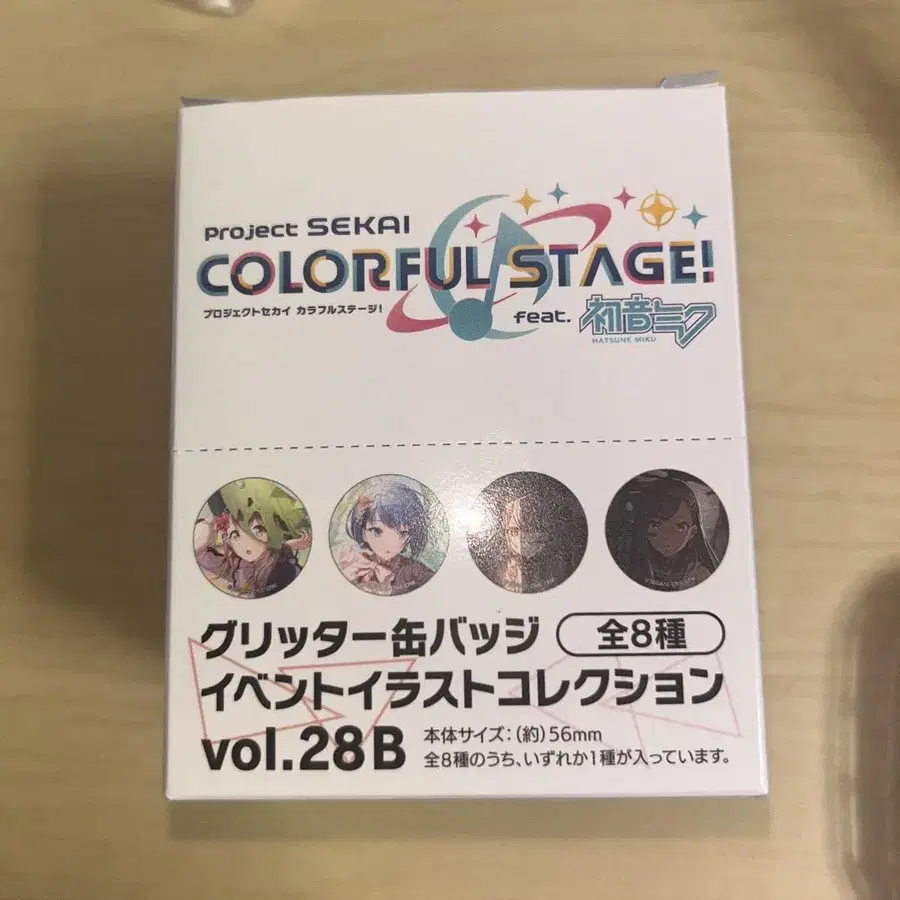 Project SEKAI
COLORFUL STAGE!
プロジェクトセカイ カラフルステージ!
feat. 初音ミク
HATSUNE MIKU
グリッター缶バッジ 全8種
イベントイラストコレクション
vol.28B 本体サイズ:(約)56mm
全8種のうち、いずれか1種が入っています。